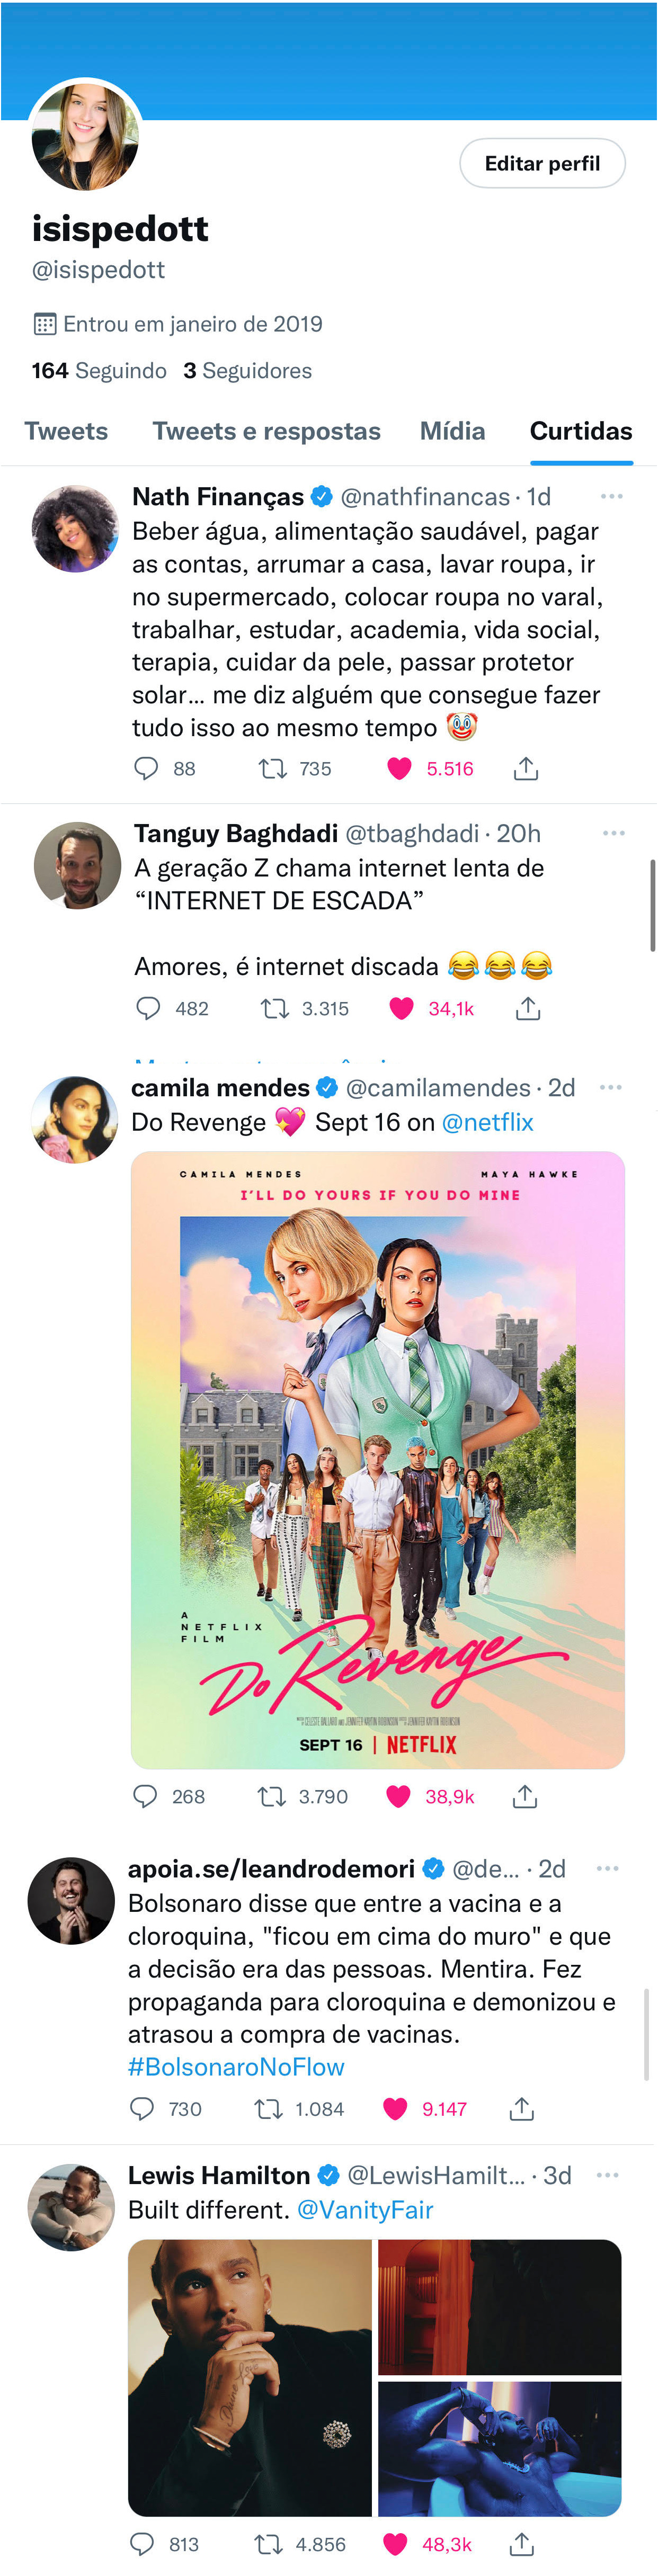 Editar perfil
isispedott
@isispedott
Entrou em janeiro de 2019
164 Seguindo 3 Seguidores
Tweets Tweets e respostas Mídia Curtidas
Nath Finanças @nathfinancas · 1d
Beber água, alimentação saudável, pagar
as contas, arrumar a casa, lavar roupa, ir
no supermercado, colocar roupa no varal,
trabalhar, estudar, academia, vida social,
terapia, cuidar da pele, passar protetor
solar... me diz alguém que consegue fazer
tudo isso ao mesmo tempo 🤡
88 735 5.516
Tanguy Baghdadi @tbaghdadi · 20h
A geração Z chama internet lenta de
“INTERNET DE ESCADA”
Amores, é internet discada 😂😂😂
482 3.315 34,1k
camila mendes @camilamendes · 2d
Do Revenge 💖 Sept 16 on @netflix
CAMILA MENDES MAYA HAWKE
I'LL DO YOURS IF YOU DO MINE
A
NETFLIX
FILM
Do Revenge
SEPT 16 | NETFLIX
268 3.790 38,9k
apoia.se/leandrodemori @de... · 2d
Bolsonaro disse que entre a vacina e a
cloroquina, "ficou em cima do muro" e que
a decisão era das pessoas. Mentira. Fez
propaganda para cloroquina e demonizou e
atrasou a compra de vacinas.
#BolsonaroNoFlow
730 1.084 9.147
Lewis Hamilton @LewisHamilt... · 3d
Built different. @VanityFair
813 4.856 48,3k